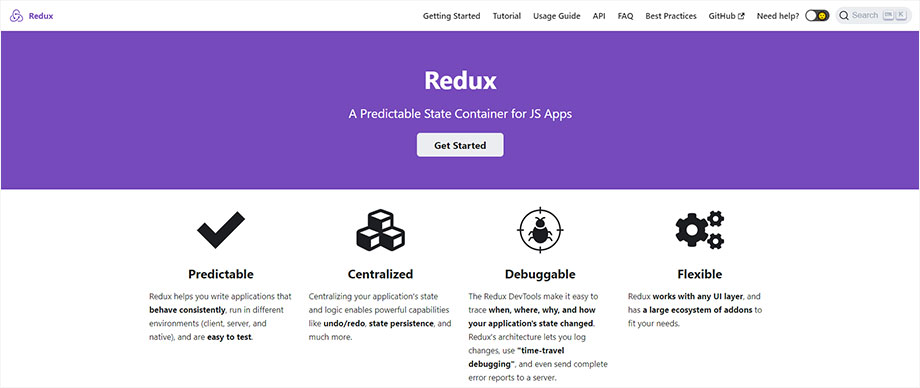 Redux
Getting Started Tutorial Usage Guide API FAQ Best Practices GitHub Need help? Search K
Redux
A Predictable State Container for JS Apps
Get Started
Predictable
Redux helps you write applications that
behave consistently, run in different
environments (client, server, and
native), and are easy to test.
Centralized
Centralizing your application's state
and logic enables powerful capabilities
like undo/redo, state persistence, and
much more.
Debuggable
The Redux DevTools make it easy to
trace when, where, why, and how
your application's state changed.
Redux's architecture lets you log
changes, use "time-travel
debugging", and even send complete
error reports to a server.
Flexible
Redux works with any UI layer, and
has a large ecosystem of addons to
fit your needs.